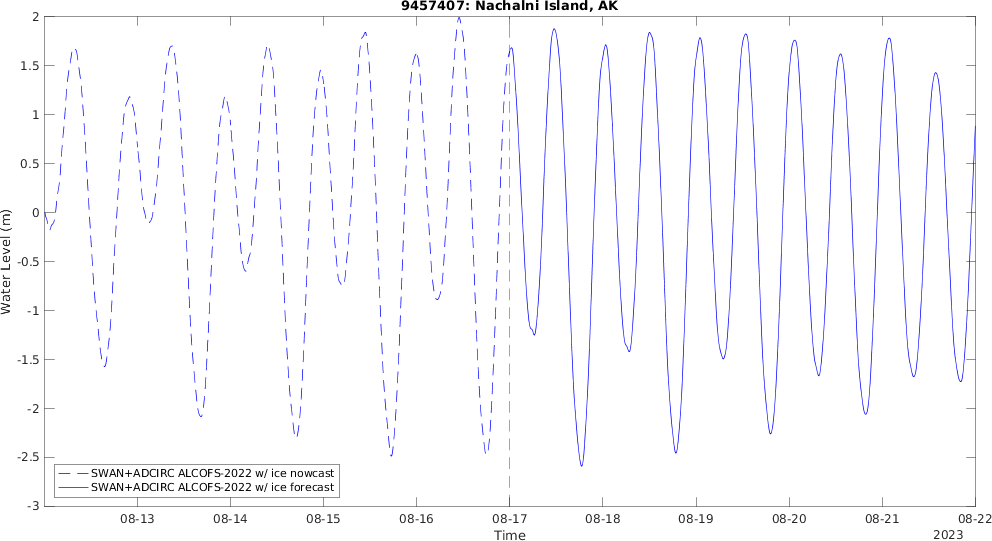 9457407: Nachalni Island, AK
Water Level (m)
2
1.5
1
0.5
0
-0.5
-1
-1.5
-2
-2.5
-3
SWAN+ADCIRC ALCOFS-2022 w/ ice nowcast
SWAN+ADCIRC ALCOFS-2022 w/ ice forecast
08-13 08-14 08-15 08-16 08-17 08-18 08-19 08-20 08-21 08-22
Time
2023